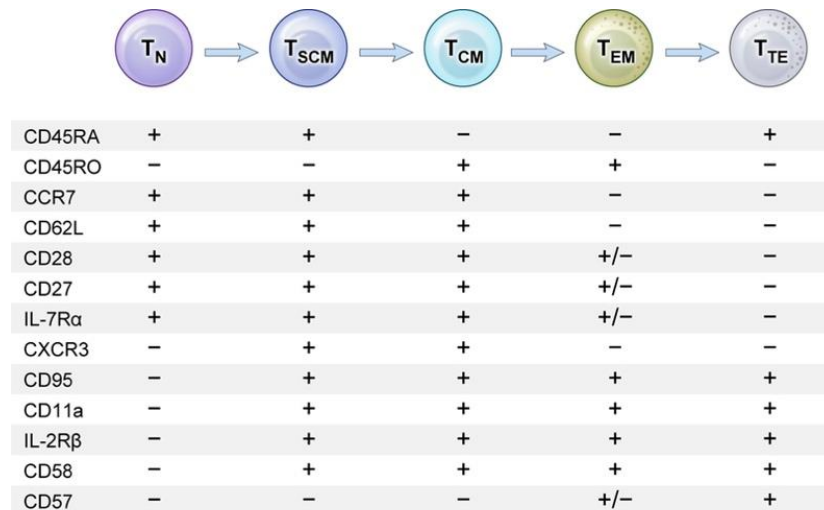 TN TSCM TCM TEM TTE
CD45RA + + − − +
CD45RO − − + + −
CCR7 + + + − −
CD62L + + + − −
CD28 + + + +/− −
CD27 + + + +/− −
IL-7Rα + + + +/− −
CXCR3 − + + − −
CD95 − + + + +
CD11a − + + + +
IL-2Rβ − + + + +
CD58 − + + + +
CD57 − − − +/− +